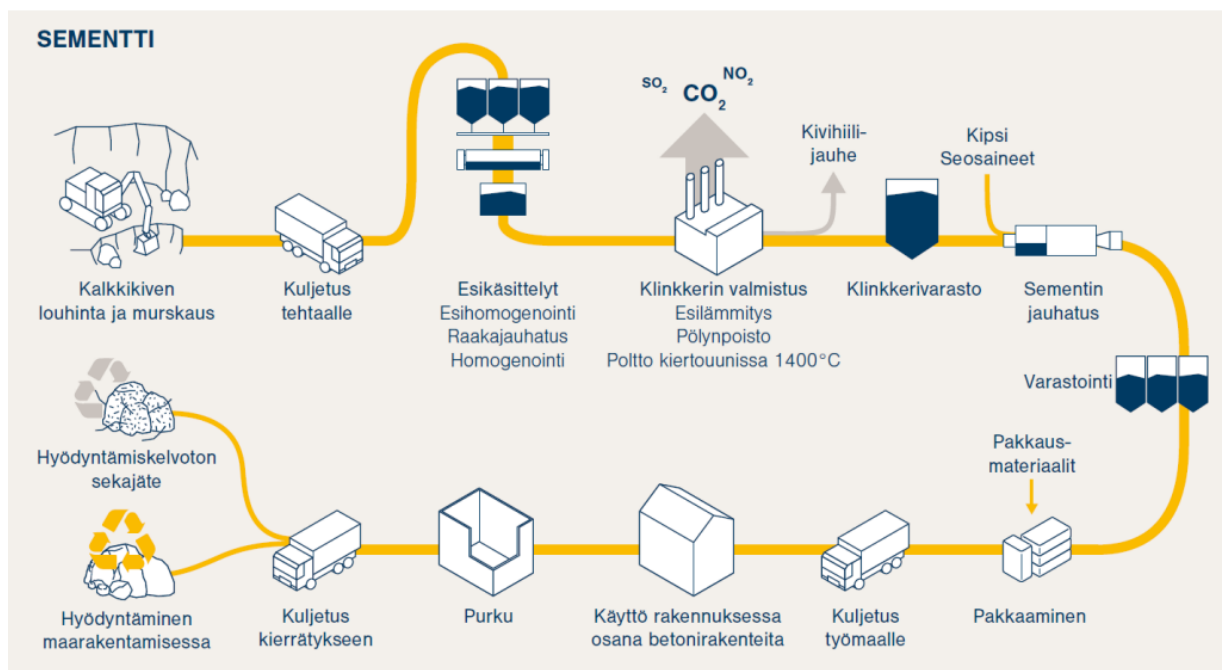 SEMENTTI
SO2
CO2
NO2
Kivihiili-
jauhe
Kipsi
Seosaineet
Kalkkikiven
louhinta ja murskaus
Kuljetus
tehtaalle
Esikäsittelyt
Esihomogenointi
Raakajauhatus
Homogenointi
Klinkkerin valmistus
Esilämmitys
Pölynpoisto
Poltto kiertouunissa 1400°C
Klinkkerivarasto
Sementin
jauhatus
Varastointi
Hyödyntämiskelvoton
sekajäte
Pakkaus-
materiaalit
Hyödyntäminen
maarakentamisessa
Kuljetus
kierrätykseen
Purku
Käyttö rakennuksessa
osana betonirakenteita
Kuljetus
työmaalle
Pakkaaminen